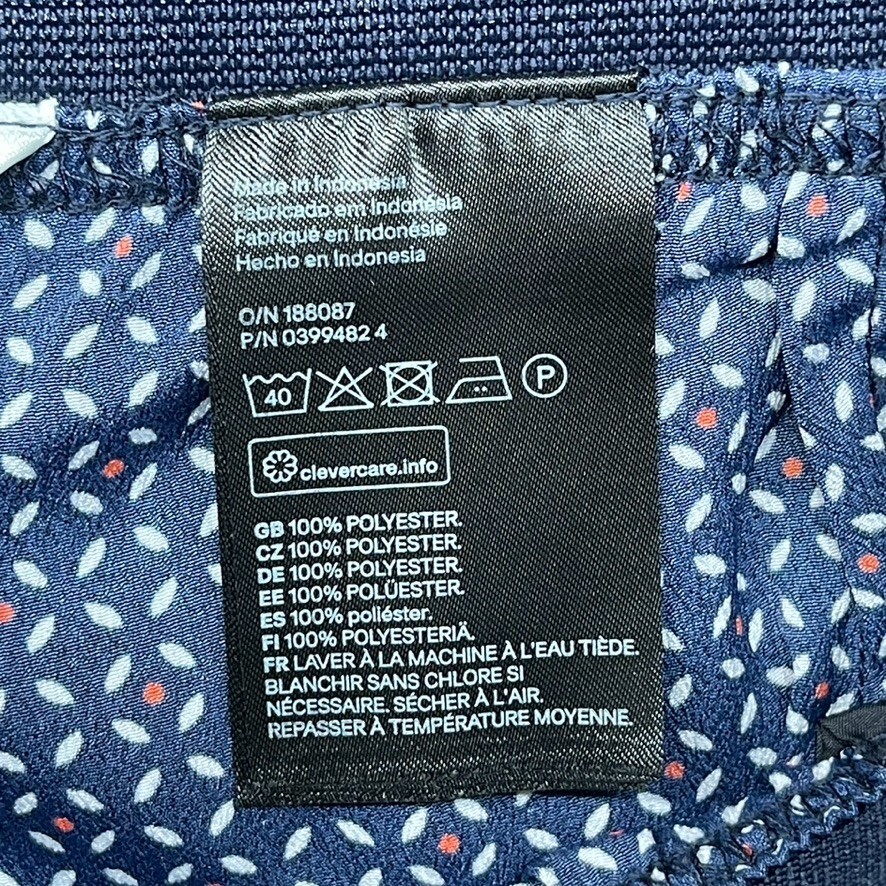 Made in Indonesia
Fabricado em Indonésia
Fabriqué en Indonésie
Hecho en Indonesia
O/N 188087
P/N 0399482 4
40 P
clevercare.info
GB 100% POLYESTER.
CZ 100% POLYESTER.
DE 100% POLYESTER.
EE 100% POLÜESTER.
ES 100% poliéster.
FI 100% POLYESTERIÄ.
FR LAVER À LA MACHINE À L'EAU TIÈDE.
BLANCHIR SANS CHLORE SI
NÉCESSAIRE. SÉCHER À L'AIR.
REPASSER À TEMPÉRATURE MOYENNE.